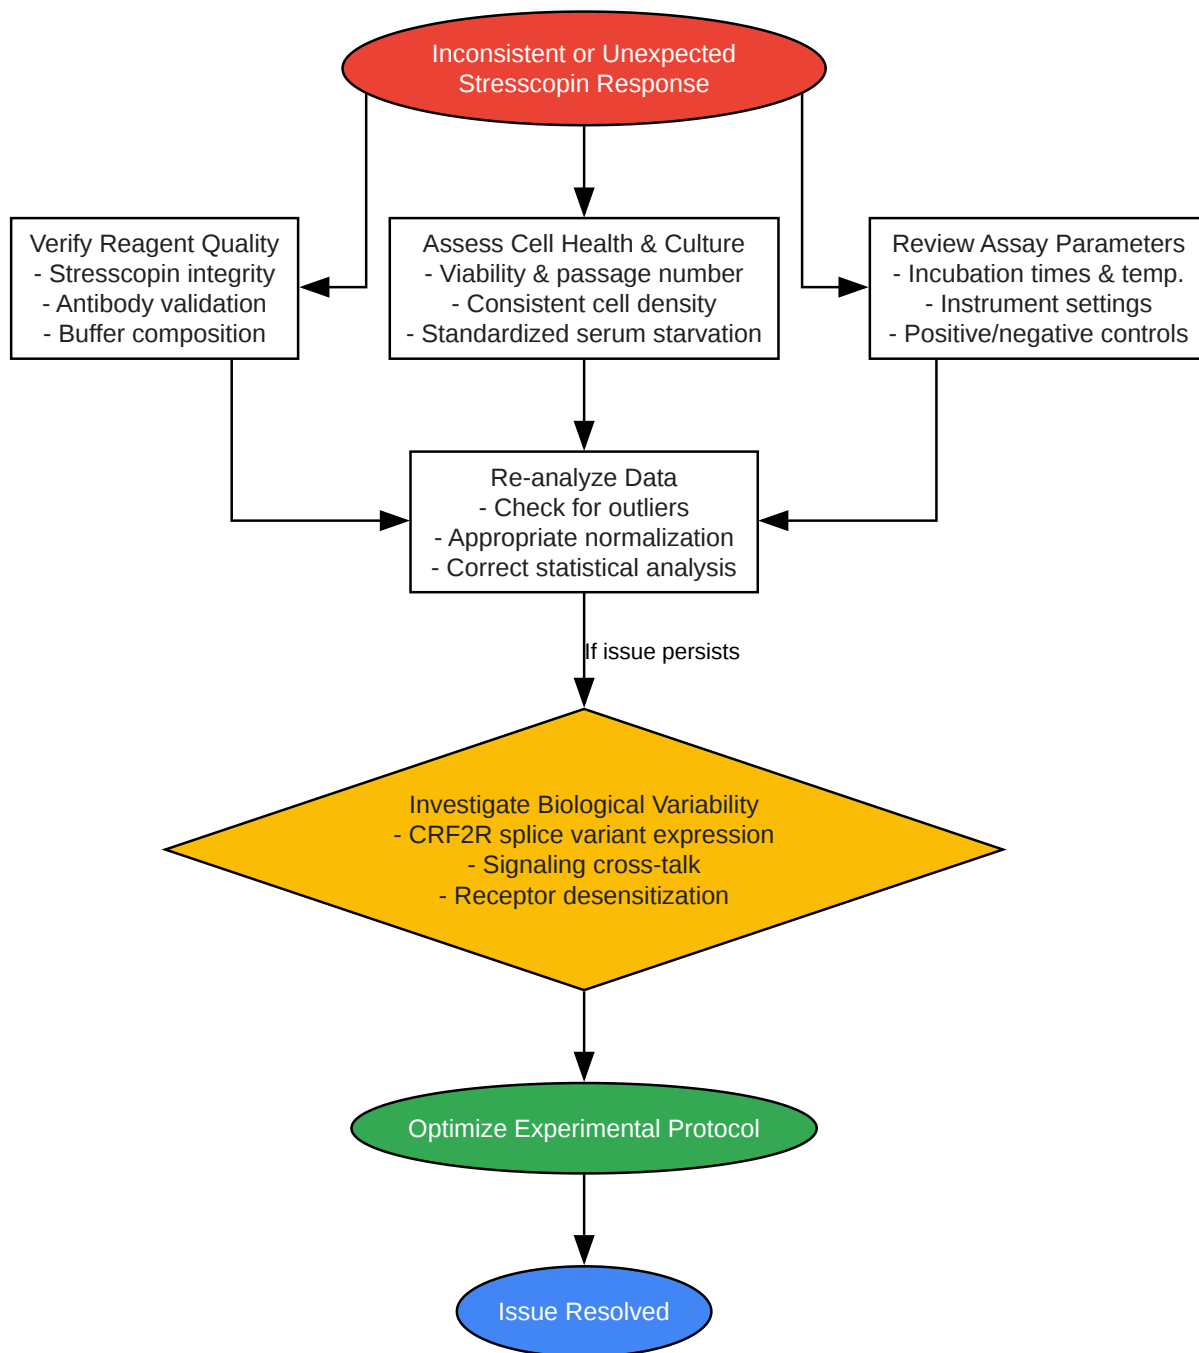 Inconsistent or Unexpected
Stresscopin Response
Verify Reagent Quality
- Stresscopin integrity
- Antibody validation
- Buffer composition
Assess Cell Health & Culture
- Viability & passage number
- Consistent cell density
- Standardized serum starvation
Review Assay Parameters
- Incubation times & temp.
- Instrument settings
- Positive/negative controls
Re-analyze Data
- Check for outliers
- Appropriate normalization
- Correct statistical analysis
If issue persists
Investigate Biological Variability
- CRF2R splice variant expression
- Signaling cross-talk
- Receptor desensitization
Optimize Experimental Protocol
Issue Resolved